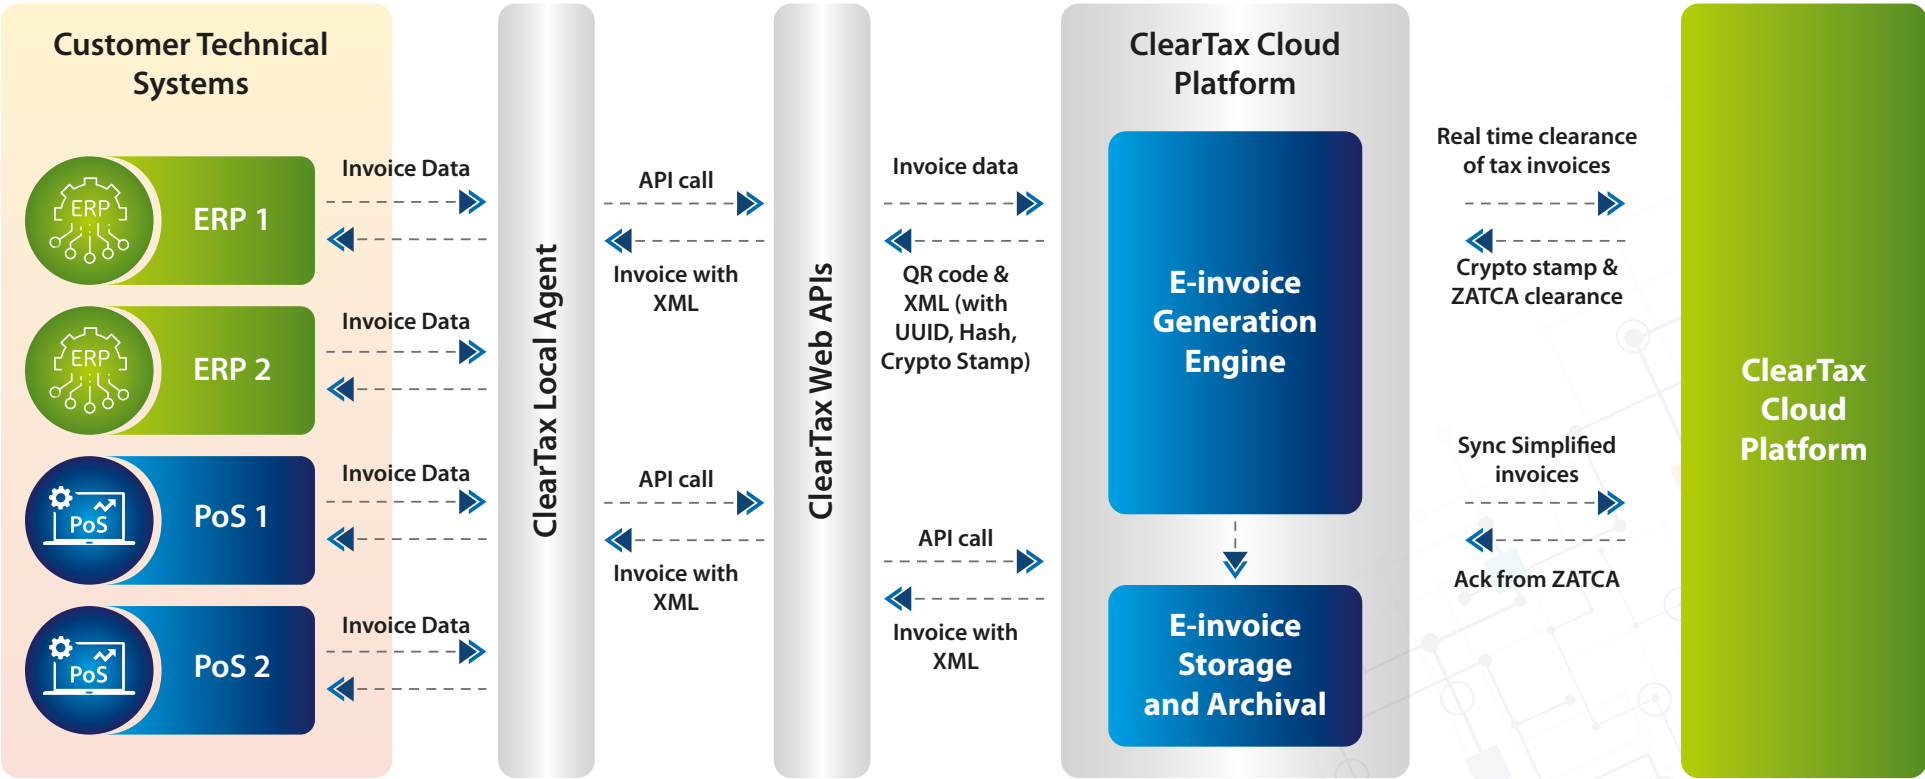 Customer Technical
Systems
ERP
ERP 1
Invoice Data
ERP
ERP 2
Invoice Data
PoS
PoS 1
Invoice Data
PoS
PoS 2
Invoice Data
ClearTax Local Agent
API call
Invoice with
XML
API call
Invoice with
XML
ClearTax Web APIs
Invoice data
QR code &
XML (with
UUID, Hash,
Crypto Stamp)
API call
Invoice with
XML
ClearTax Cloud
Platform
E-invoice
Generation
Engine
E-invoice
Storage
and Archival
Real time clearance
of tax invoices
Crypto stamp &
ZATCA clearance
Sync Simplified
invoices
Ack from ZATCA
ClearTax
Cloud
Platform